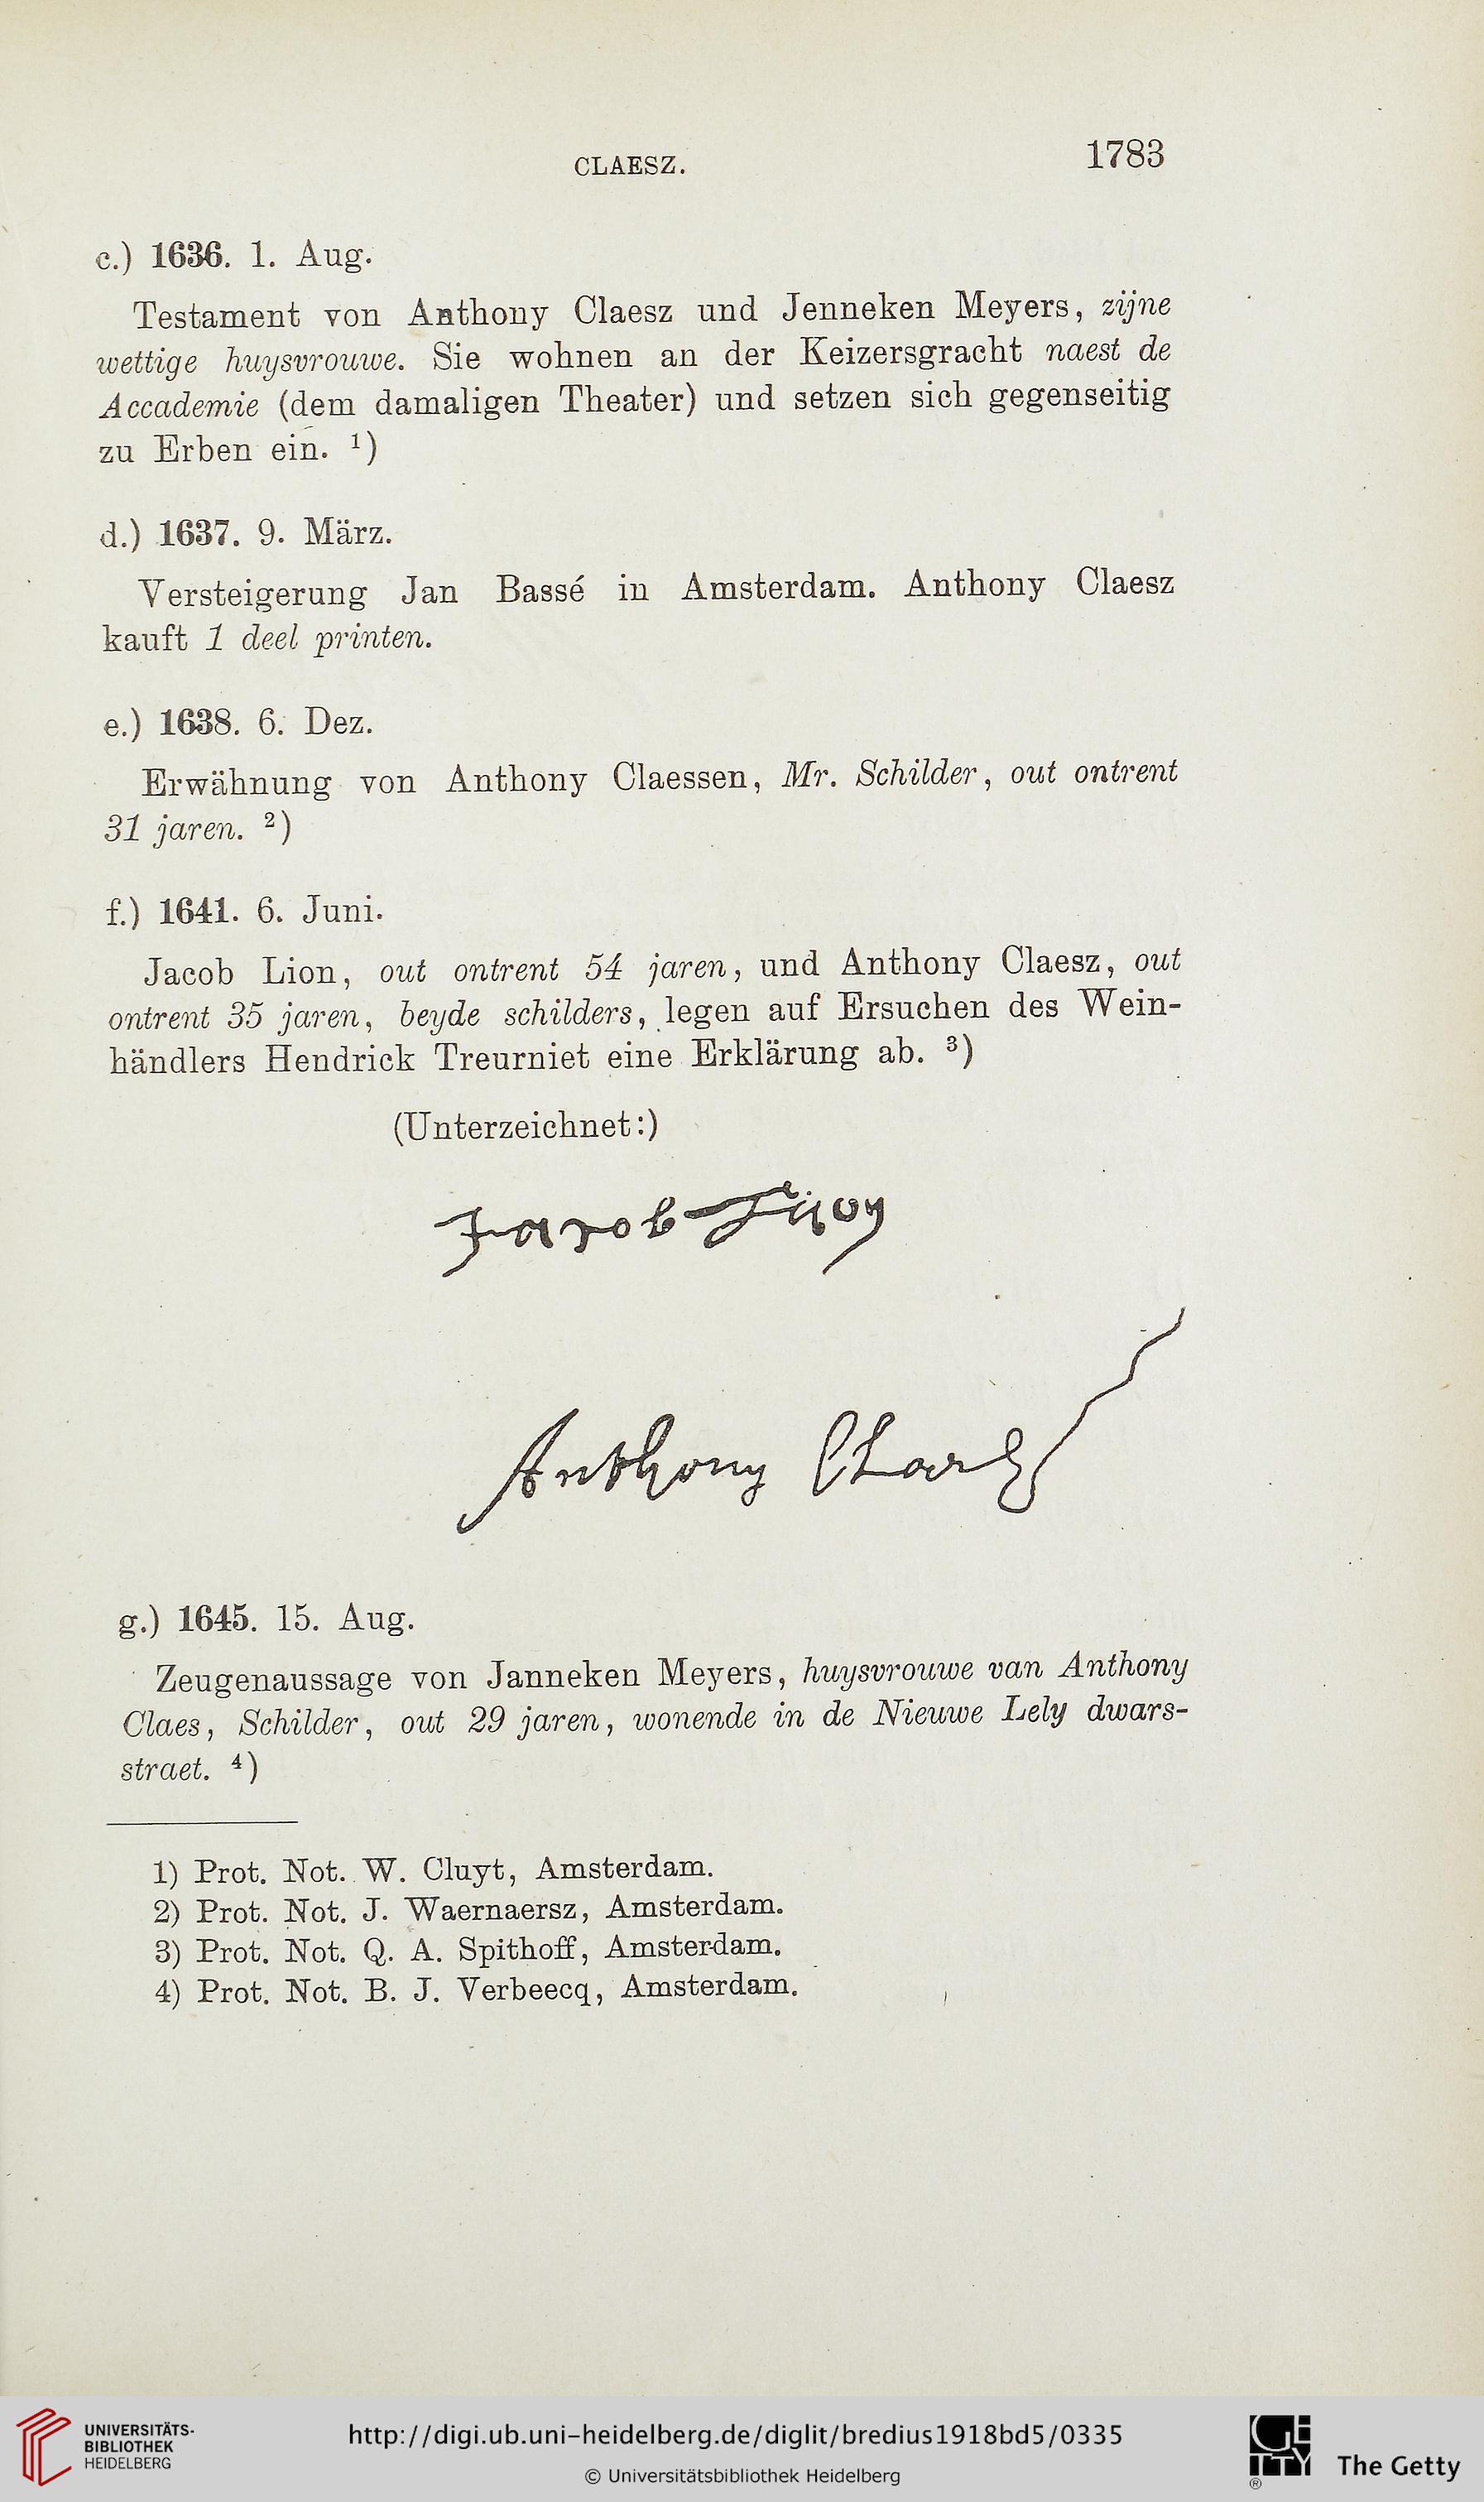 CLAESZ.
1783
c.) 1636. 1. Aug.
Testament von Anthony Claesz und Jenneken Meyers, zijne
wettige huysvrouwe. Sie wohnen an der Keizersgracht naest de
Accademie (dem damaligen Theater) und setzen sich gegenseitig
zu Erben ein. ¹)
d.) 1637. 9. März.
Versteigerung Jan Bassé in Amsterdam. Anthony Claesz
kauft 1 deel printen.
e.) 1638. 6. Dez.
Erwähnung von Anthony Claessen, Mr. Schilder, out ontrent
31 jaren. ²)
f.) 1641. 6. Juni.
Jacob Lion, out ontrent 54 jaren, und Anthony Claesz, out
ontrent 35 jaren, beyde schilders, legen auf Ersuchen des Wein-
händlers Hendrick Treurniet eine Erklärung ab. ³)
(Unterzeichnet:)
Jacob
Anthony
g.) 1645. 15. Aug.
Zeugenaussage von Janneken Meyers, huysvrouwe van Anthony
Claes, Schilder, out 29 jaren, wonende in de Nieuwe Lely dwars-
straet. ⁴)
1) Prot. Not. W. Cluyt, Amsterdam.
2) Prot. Not. J. Waernaersz, Amsterdam.
3) Prot. Not. Q. A. Spithoff, Amsterdam.
4) Prot. Not. B. J. Verbeecq, Amsterdam.
UNIVERSITÄTS-
BIBLIOTHEK
HEIDELBERG
http://digi.ub.uni-heidelberg.de/diglit/bredius1918bd5/0335
© Universitätsbibliothek Heidelberg
GETTY
®
The Getty